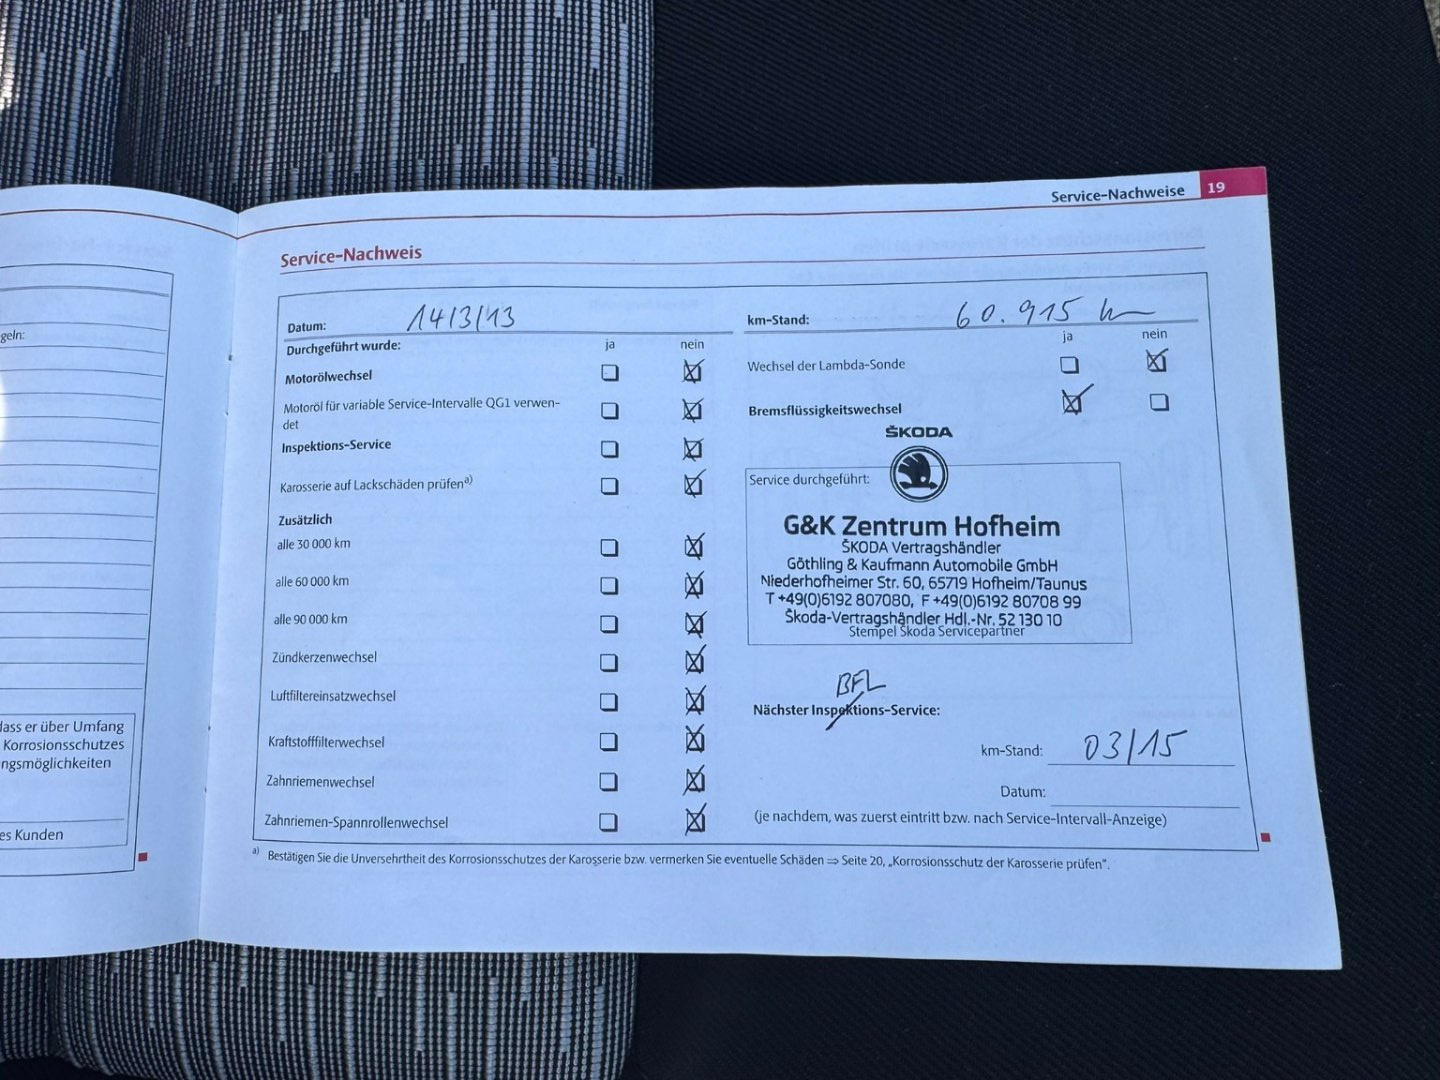 Service-Nachweise 19
geln:
dass er über Umfang
Korrosionsschutzes
ngsmöglichkeiten
es Kunden
Service-Nachweis
Datum: 14/3/13
Durchgeführt wurde: ja nein
Motorölwechsel
Motoröl für variable Service-Intervalle QG1 verwen-
det
Inspektions-Service
Karosserie auf Lackschäden prüfen a)
Zusätzlich
alle 30 000 km
alle 60 000 km
alle 90 000 km
Zündkerzenwechsel
Luftfiltereinsatzwechsel
Kraftstofffilterwechsel
Zahnriemenwechsel
Zahnriemen-Spannrollenwechsel
km-Stand: 60.915 km
ja nein
Wechsel der Lambda-Sonde
Bremsflüssigkeitswechsel
ŠKODA
Service durchgeführt:
G&K Zentrum Hofheim
ŠKODA Vertragshändler
Göthling & Kaufmann Automobile GmbH
Niederhofheimer Str. 60, 65719 Hofheim/Taunus
T +49(0)6192 807080, F +49(0)6192 80708 99
Škoda-Vertragshändler Hdl.-Nr. 52 130 10
Stempel Škoda Servicepartner
BFL
Nächster Inspektions-Service:
km-Stand: 03/15
Datum:
(je nachdem, was zuerst eintritt bzw. nach Service-Intervall-Anzeige)
a) Bestätigen Sie die Unversehrtheit des Korrosionsschutzes der Karosserie bzw. vermerken Sie eventuelle Schäden ⇒ Seite 20, „Korrosionsschutz der Karosserie prüfen“.